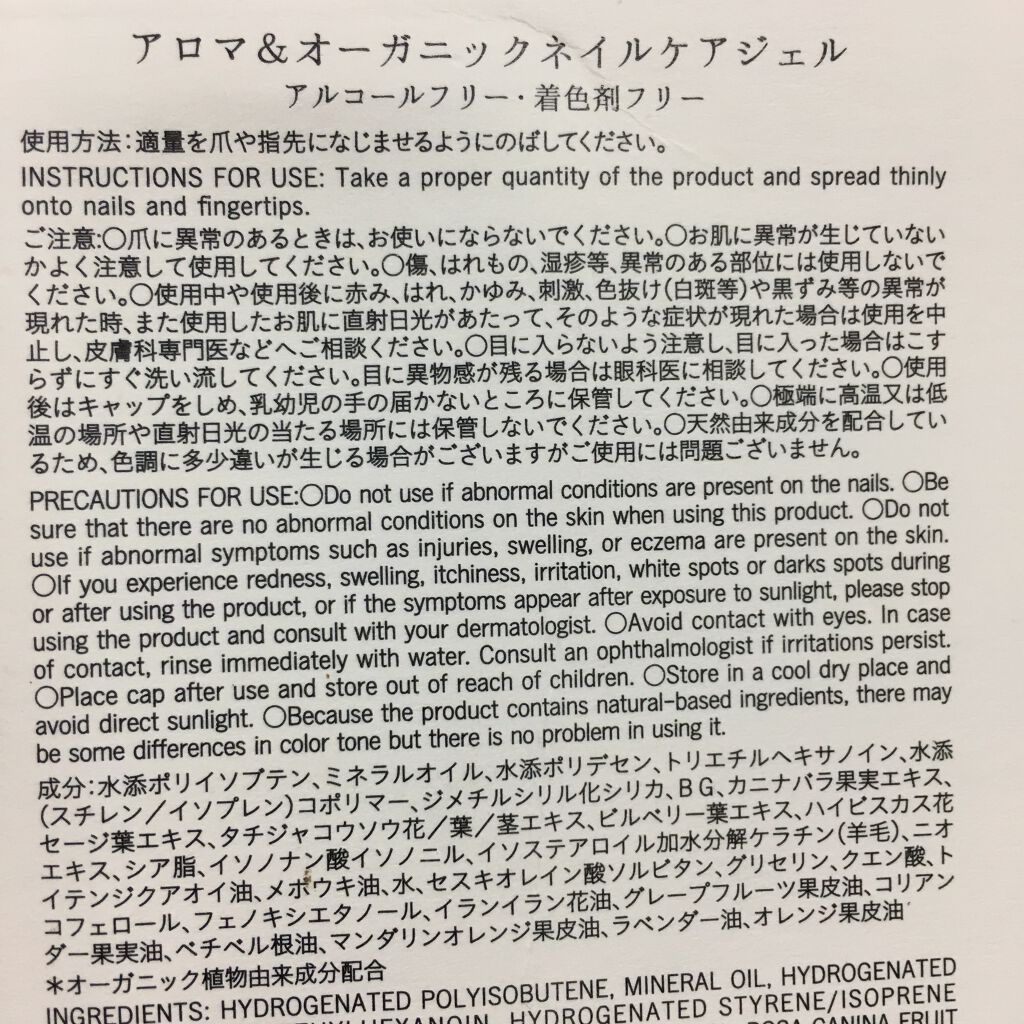 アロマ&オーガニックネイルケアジェル
アルコールフリー・着色剤フリー
使用方法:適量を爪や指先になじませるようにのばしてください。
INSTRUCTIONS FOR USE: Take a proper quantity of the product and spread thinly
onto nails and fingertips.
ご注意:○爪に異常のあるときは、お使いにならないでください。○お肌に異常が生じていない
かよく注意して使用してください。○傷、はれもの、湿疹等、異常のある部位には使用しないで
ください。○使用中や使用後に赤み、はれ、かゆみ、刺激、色抜け(白斑等)や黒ずみ等の異常が
現れた時、また使用したお肌に直射日光があたって、そのような症状が現れた場合は使用を中
止し、皮膚科専門医などへご相談ください。○目に入らないよう注意し、目に入った場合はこす
らずにすぐ洗い流してください。目に異物感が残る場合は眼科医に相談してください。○使用
後はキャップをしめ、乳幼児の手の届かないところに保管してください。○極端に高温又は低
温の場所や直射日光の当たる場所には保管しないでください。○天然由来成分を配合してい
るため、色調に多少違いが生じる場合がございますがご使用には問題ございません。
PRECAUTIONS FOR USE:○Do not use if abnormal conditions are present on the nails. ○Be
sure that there are no abnormal conditions on the skin when using this product. ○Do not
use if abnormal symptoms such as injuries, swelling, or eczema are present on the skin.
○If you experience redness, swelling, itchiness, irritation, white spots or darks spots during
or after using the product, or if the symptoms appear after exposure to sunlight, please stop
using the product and consult with your dermatologist. ○Avoid contact with eyes. In case
of contact, rinse immediately with water. Consult an ophthalmologist if irritations persist.
○Place cap after use and store out of reach of children. ○Store in a cool dry place and
avoid direct sunlight. ○Because the product contains natural-based ingredients, there may
be some differences in color tone but there is no problem in using it.
成分:水添ポリイソブテン、ミネラルオイル、水添ポリデセン、トリエチルヘキサノイン、水添
(スチレン/イソプレン)コポリマー、ジメチルシリル化シリカ、BG、カニナバラ果実エキス、
セージ葉エキス、タチジャコウソウ花/葉/茎エキス、ビルベリー葉エキス、ハイビスカス花
エキス、シア脂、イソノナン酸イソノニル、イソステアロイル加水分解ケラチン(羊毛)、ニオ
イテンジクアオイ油、メボウキ油、水、セスキオレイン酸ソルビタン、グリセリン、クエン酸、ト
コフェロール、フェノキシエタノール、イランイラン花油、グレープフルーツ果皮油、コリアン
ダー果実油、ベチベル根油、マンダリンオレンジ果皮油、ラベンダー油、オレンジ果皮油
*オーガニック植物由来成分配合
INGREDIENTS: HYDROGENATED POLYISOBUTENE, MINERAL OIL, HYDROGENATED
HYDROGENATED STYRENE/ISOPRENE
ROSA CANINA FRUIT